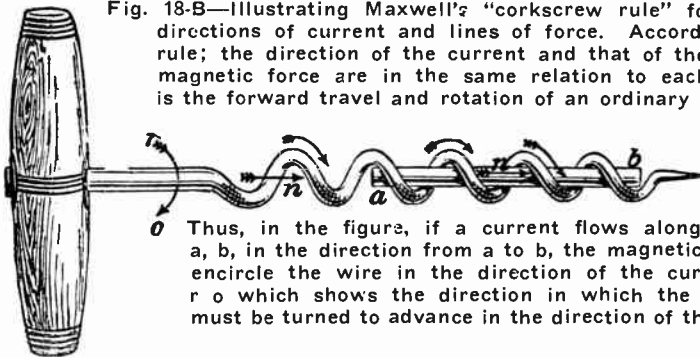 Fig. 18-B—Illustrating Maxwell's "corkscrew rule" fo
directions of current and lines of force. Accord
rule; the direction of the current and that of the
magnetic force are in the same relation to each
is the forward travel and rotation of an ordinary
r
n
n
b
a
o
Thus, in the figure, if a current flows along
a, b, in the direction from a to b, the magnetic
encircle the wire in the direction of the cur
r o which shows the direction in which the
must be turned to advance in the direction of th